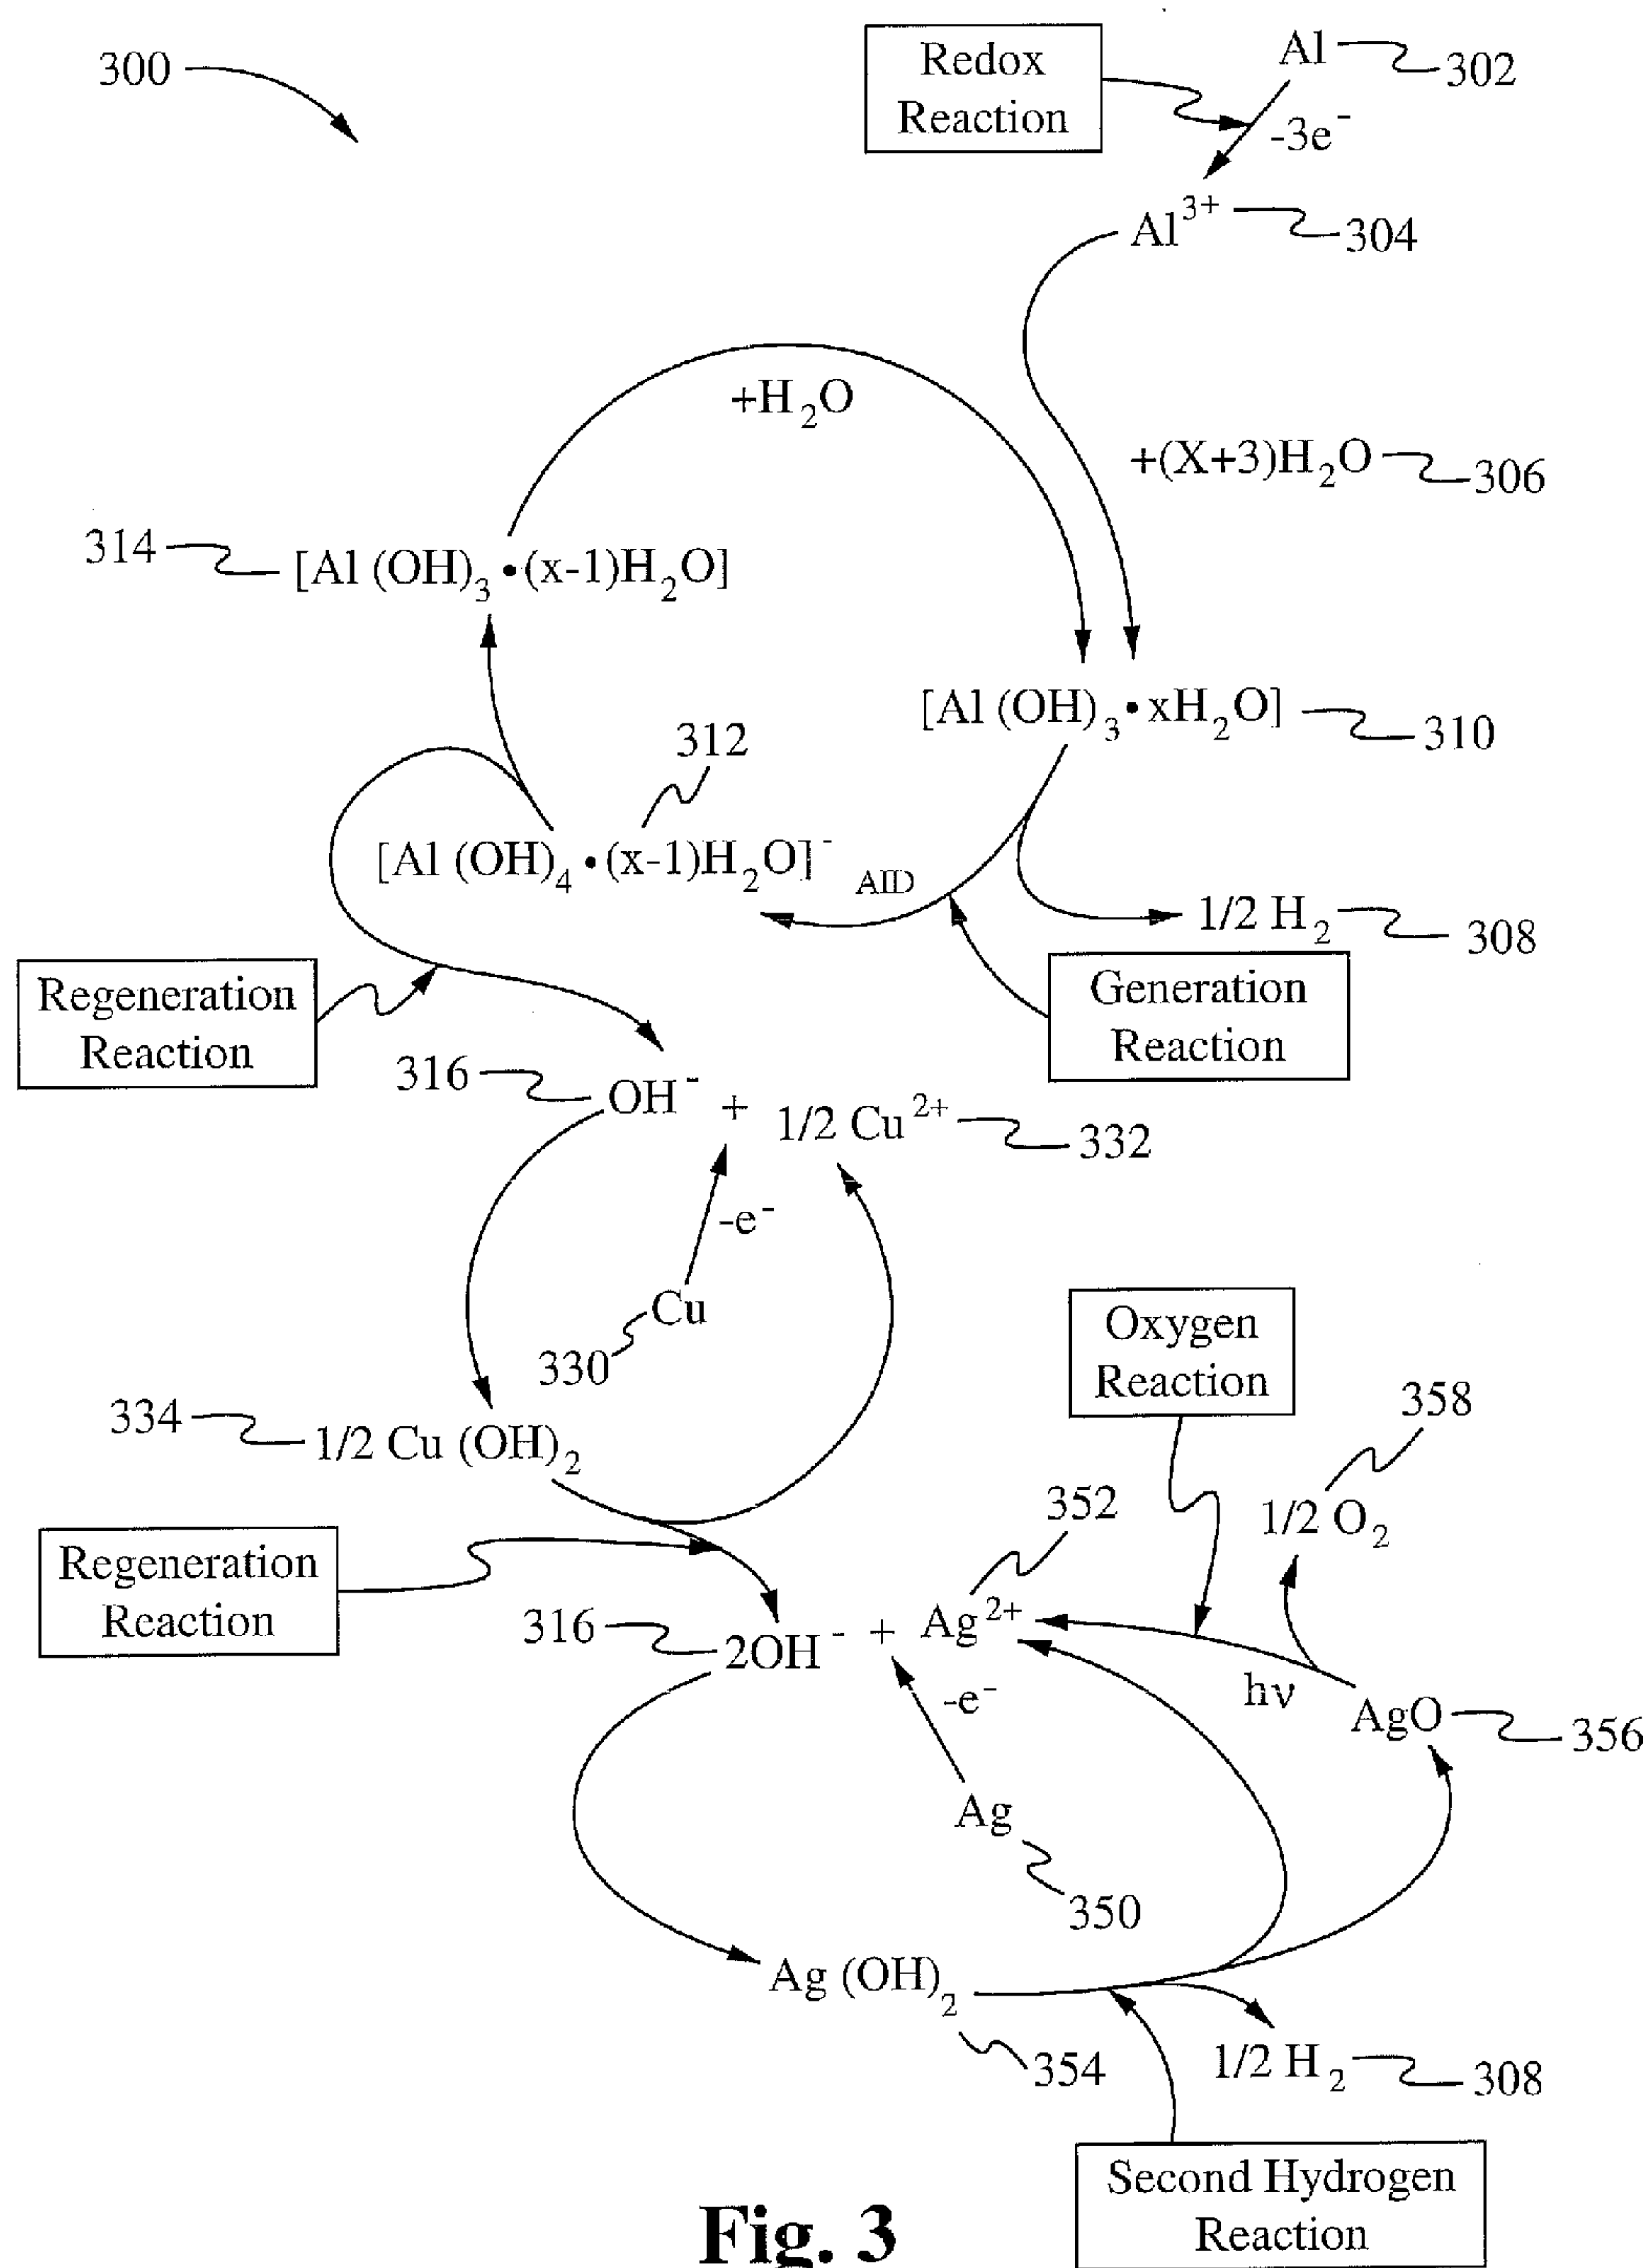 300
Redox
Reaction
Al
302
-3e⁻
Al³⁺
304
+H₂O
+(X+3)H₂O
306
314
[Al (OH)₃•(x-1)H₂O]
[Al (OH)₃•xH₂O]
310
312
[Al (OH)₄•(x-1)H₂O]⁻
AIID
1/2 H₂
308
Regeneration
Reaction
Generation
Reaction
316
OH⁻ + 1/2 Cu²⁺
332
-e⁻
Cu
330
Oxygen
Reaction
334
1/2 Cu (OH)₂
358
352
1/2 O₂
Regeneration
Reaction
316
2OH⁻ + Ag²⁺
-e⁻
hν
AgO
356
Ag
350
Ag (OH)₂
354
1/2 H₂
308
Second Hydrogen
Reaction
Fig. 3